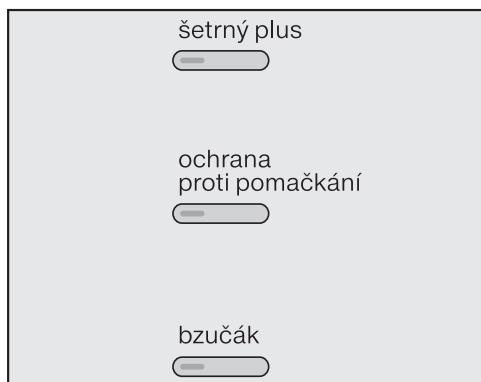 šetrný plus
ochrana
proti pomačkání
bzučák